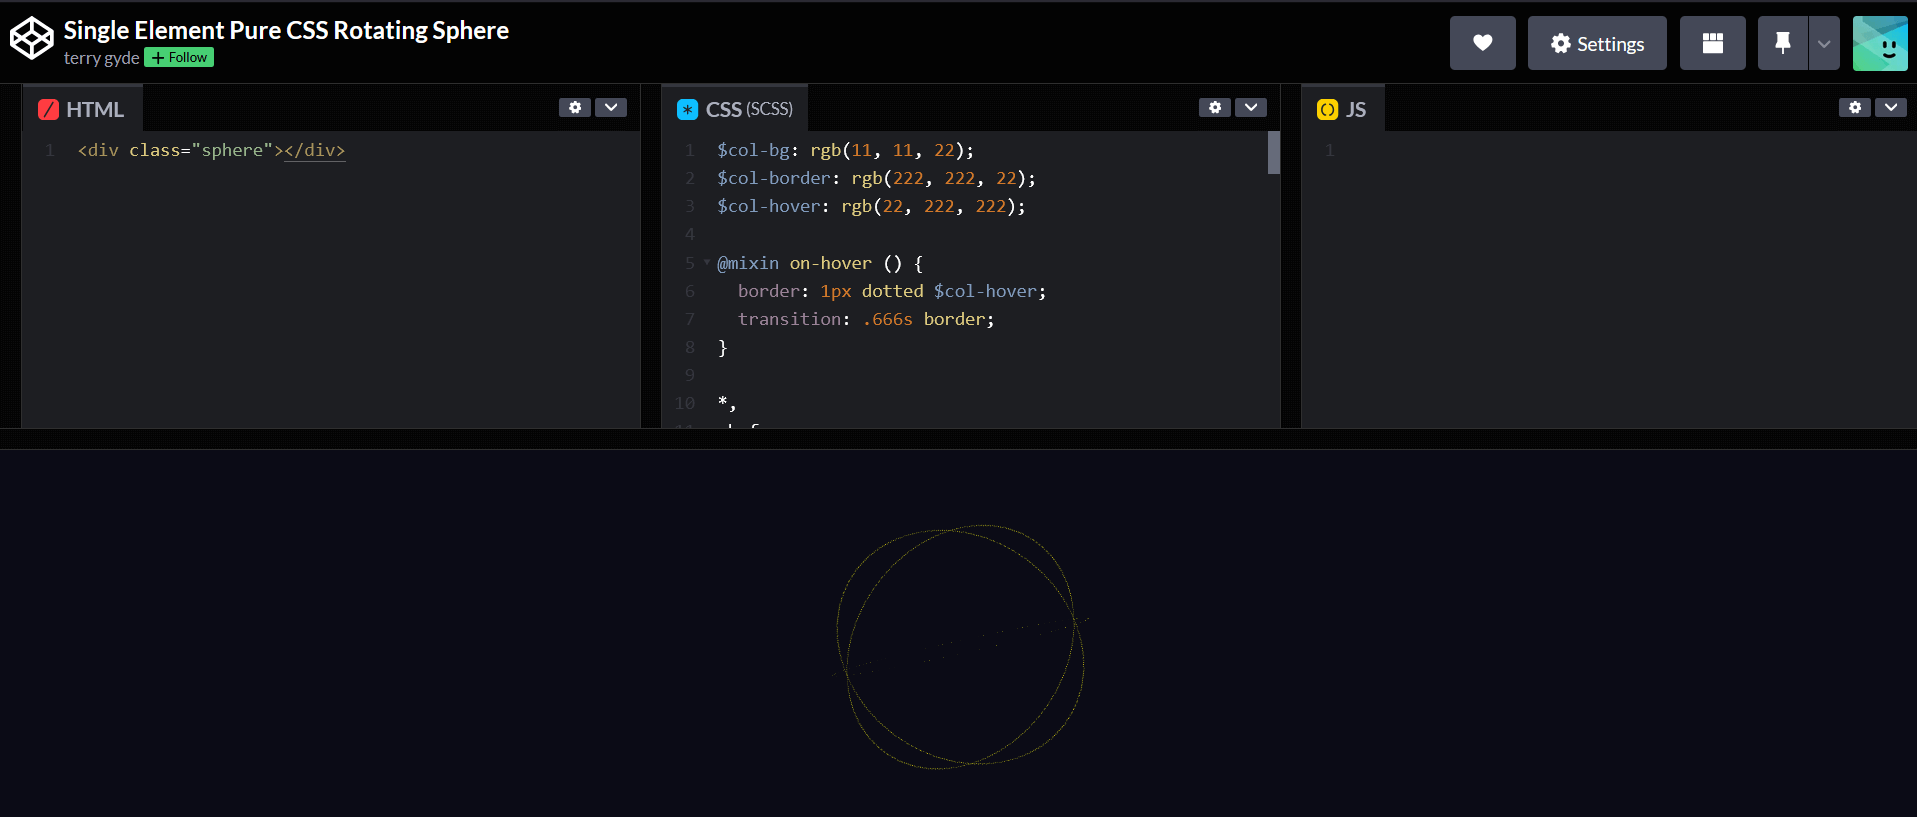 Single Element Pure CSS Rotating Sphere
terry gyde + Follow
Settings
HTML
1 <div class="sphere"></div>
CSS (SCSS)
1 $col-bg: rgb(11, 11, 22);
2 $col-border: rgb(222, 222, 22);
3 $col-hover: rgb(22, 222, 222);
4
5 @mixin on-hover () {
6 border: 1px dotted $col-hover;
7 transition: .666s border;
8 }
9
10 *,
JS
1